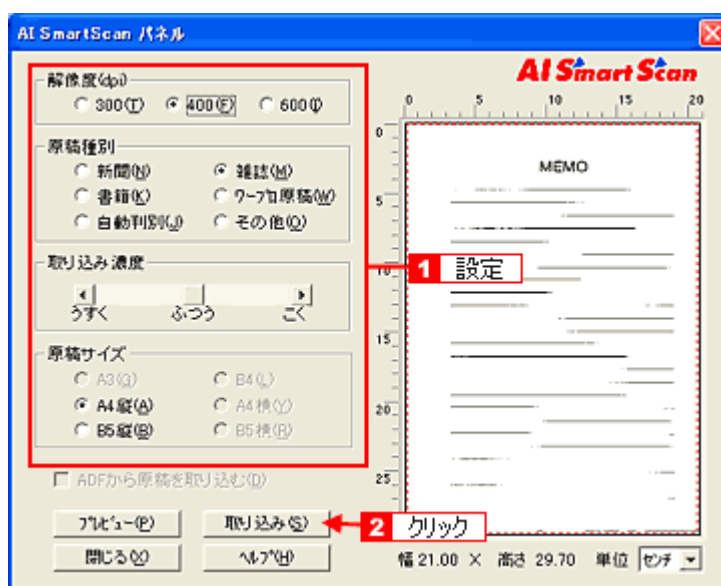 AI SmartScan パネル
AI SmartScan
解像度(dpi)
300(T) 400(F) 600(I)
原稿種別
新聞(N) 雑誌(M)
書籍(K) ワープロ原稿(W)
自動判別(J) その他(O)
取り込み濃度
うすく ふつう こく
原稿サイズ
A3(G) B4(L)
A4縦(A) A4横(Y)
B5縦(B) B5横(R)
ADFから原稿を取り込む(D)
プレビュー(P) 取り込み(S)
閉じる(X) ヘルプ(H)
0 5 10 15 20
0
5
10
15
20
25
MEMO
1 設定
2 クリック
幅 21.00 × 高さ 29.70 単位 センチ